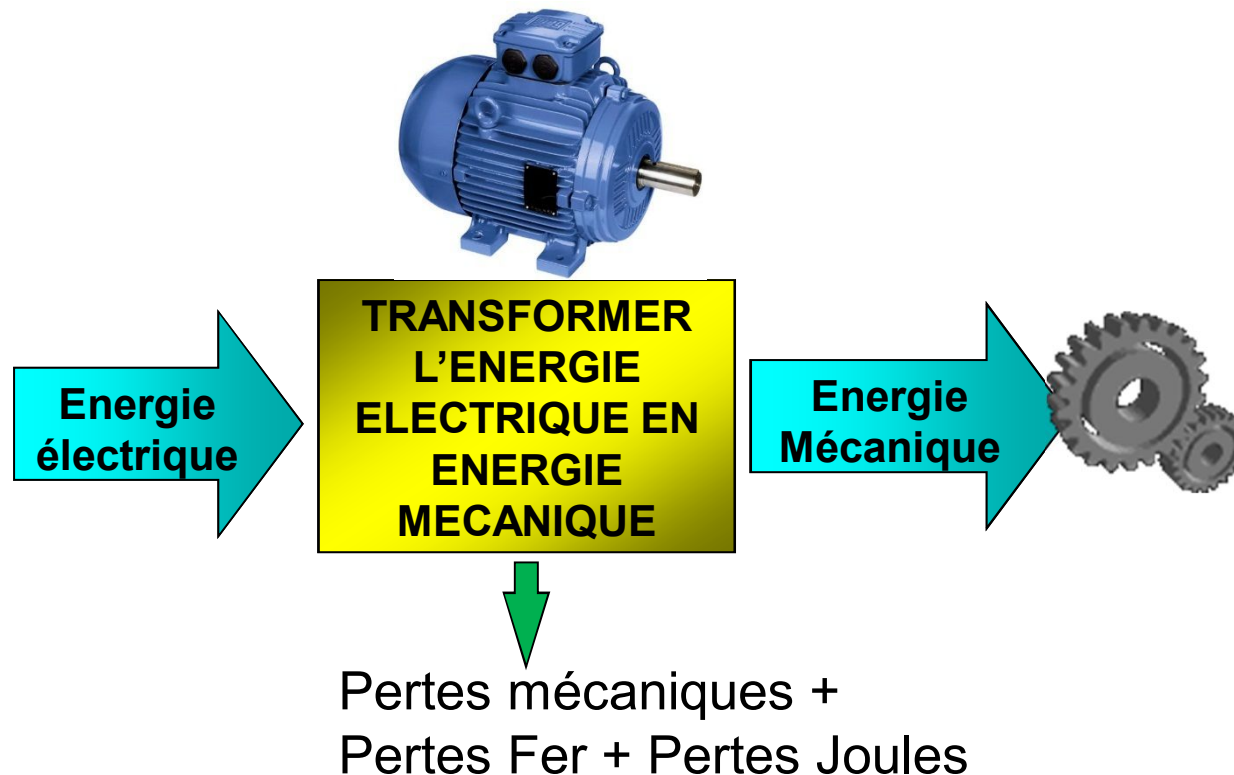 TRANSFORMER
L’ENERGIE
ELECTRIQUE EN
ENERGIE
MECANIQUE
Energie
électrique
Energie
Mécanique
Pertes mécaniques +
Pertes Fer + Pertes Joules